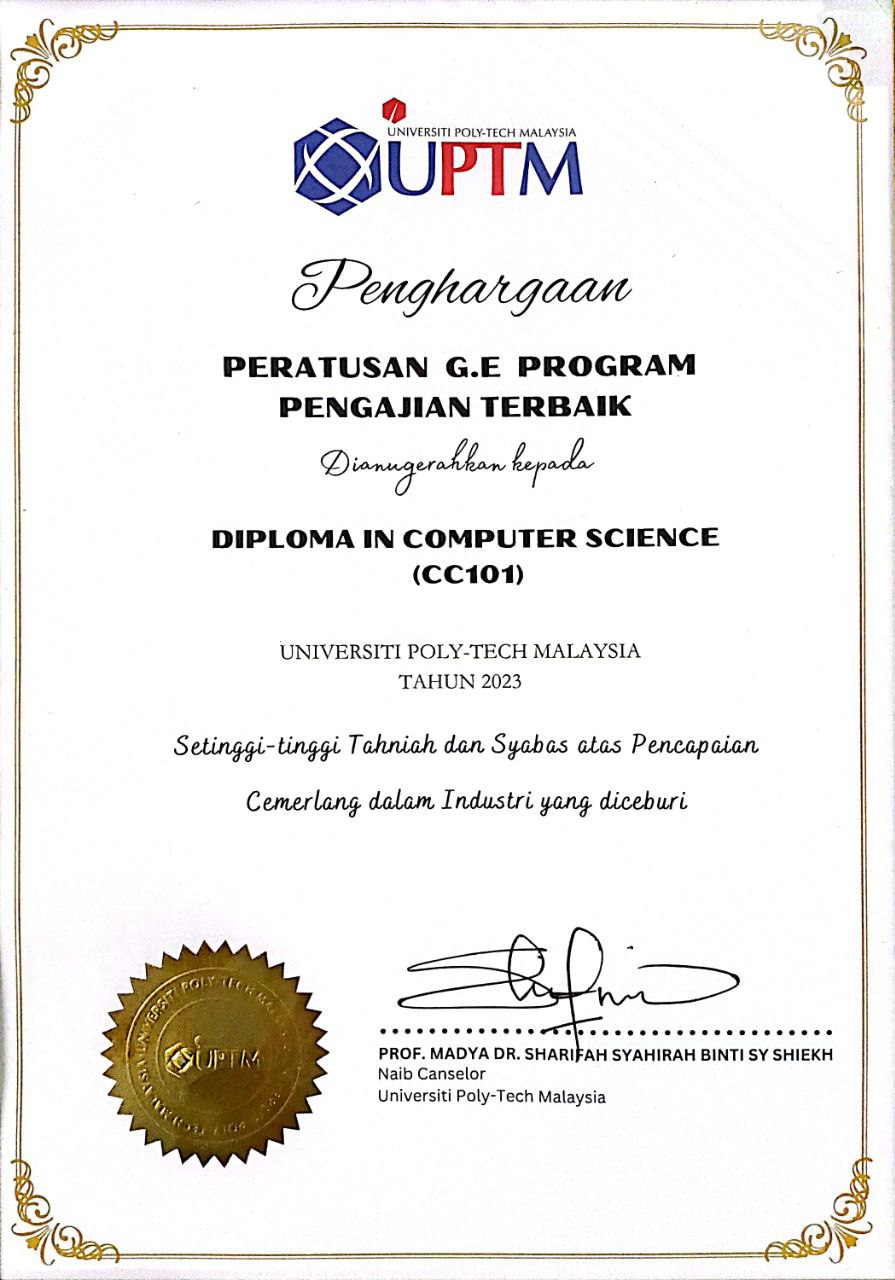 UNIVERSITI POLY-TECH MALAYSIA
UPTM
Penghargaan
PERATUSAN G.E PROGRAM
PENGAJIAN TERBAIK
Dianugerahkan kepada
DIPLOMA IN COMPUTER SCIENCE
(CC101)
UNIVERSITI POLY-TECH MALAYSIA
TAHUN 2023
Setinggi-tinggi Tahniah dan Syabas atas Pencapaian
Cemerlang dalam Industri yang diceburi
UNIVERSITI POLY-TECH
UPTM
PROF. MADYA DR. SHARIFAH SYAHIRAH BINTI SY SHIEKH
Naib Canselor
Universiti Poly-Tech Malaysia